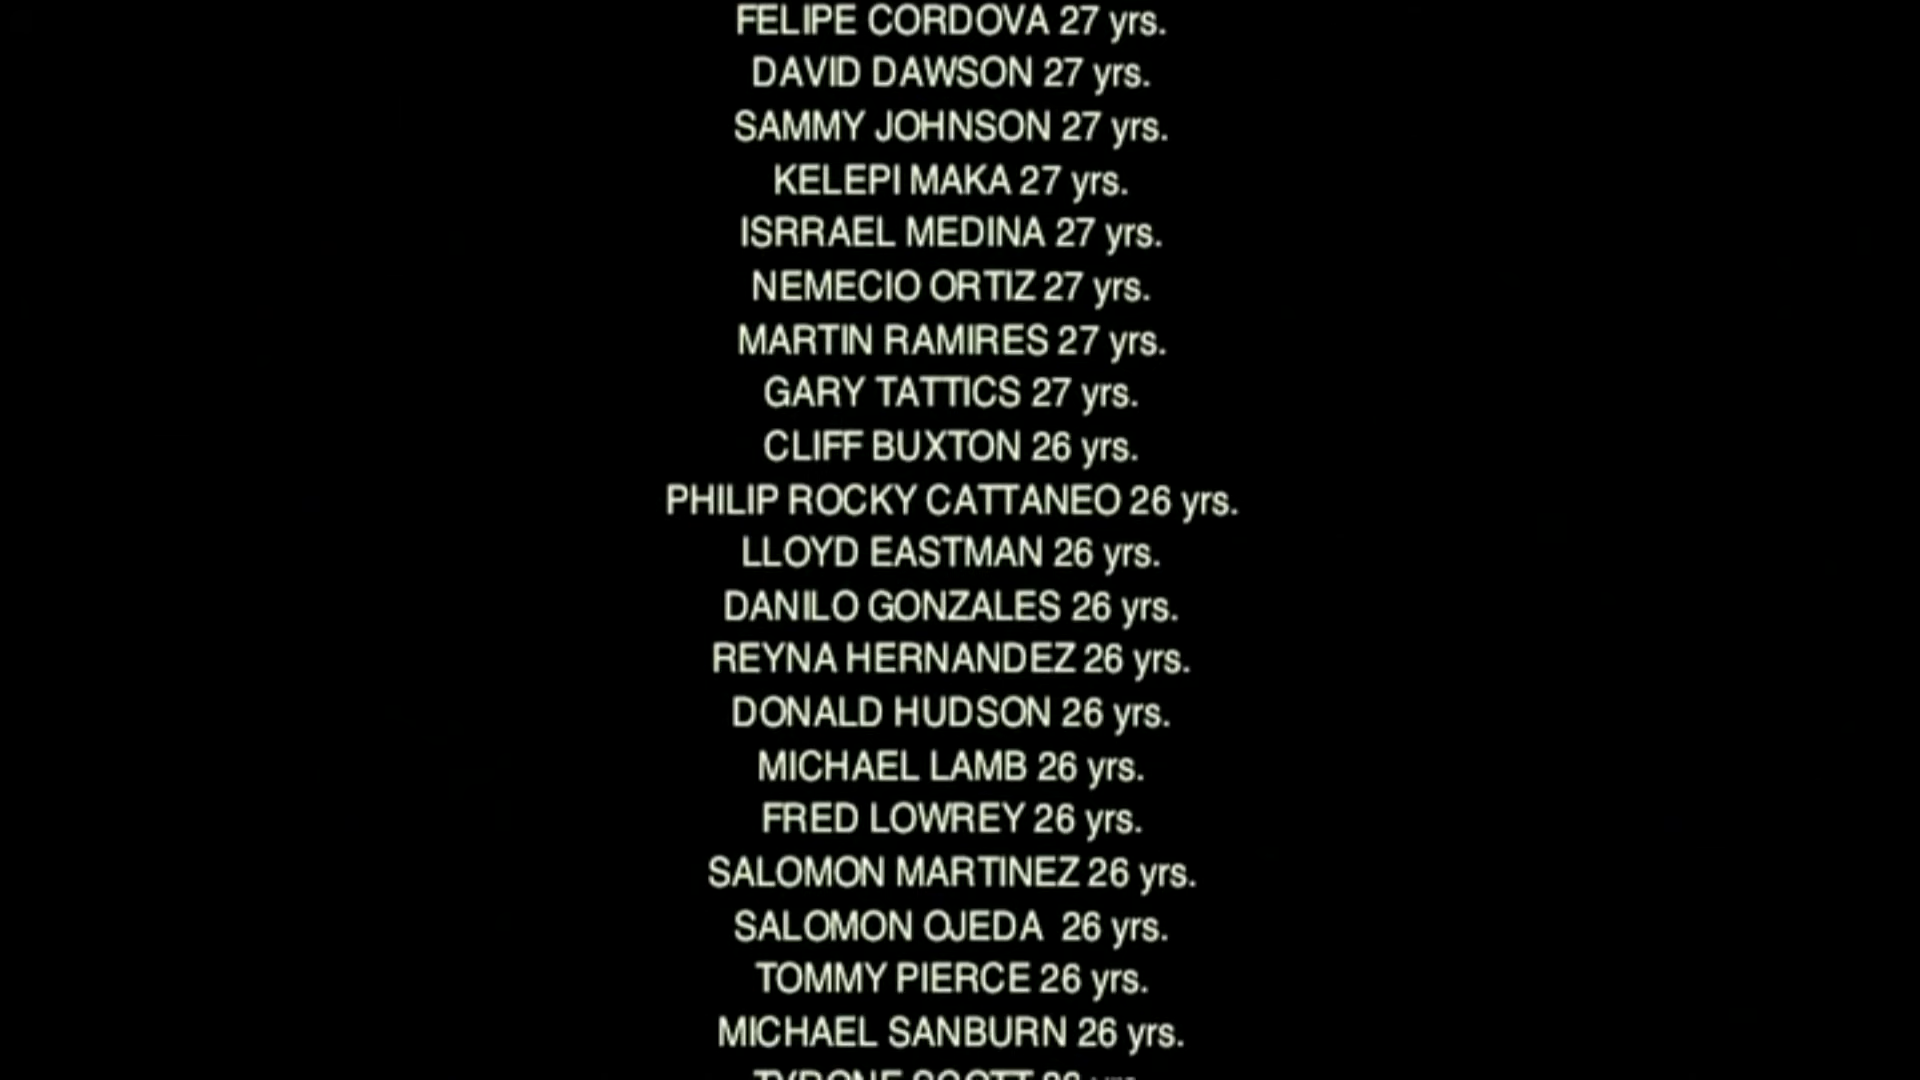 FELIPE CORDOVA 27 yrs.
DAVID DAWSON 27 yrs.
SAMMY JOHNSON 27 yrs.
KELEPI MAKA 27 yrs.
ISRRAEL MEDINA 27 yrs.
NEMECIO ORTIZ 27 yrs.
MARTIN RAMIRES 27 yrs.
GARY TATTICS 27 yrs.
CLIFF BUXTON 26 yrs.
PHILIP ROCKY CATTANEO 26 yrs.
LLOYD EASTMAN 26 yrs.
DANILO GONZALES 26 yrs.
REYNA HERNANDEZ 26 yrs.
DONALD HUDSON 26 yrs.
MICHAEL LAMB 26 yrs.
FRED LOWREY 26 yrs.
SALOMON MARTINEZ 26 yrs.
SALOMON OJEDA 26 yrs.
TOMMY PIERCE 26 yrs.
MICHAEL SANBURN 26 yrs.
TYRONE SCOTT 26 yrs.